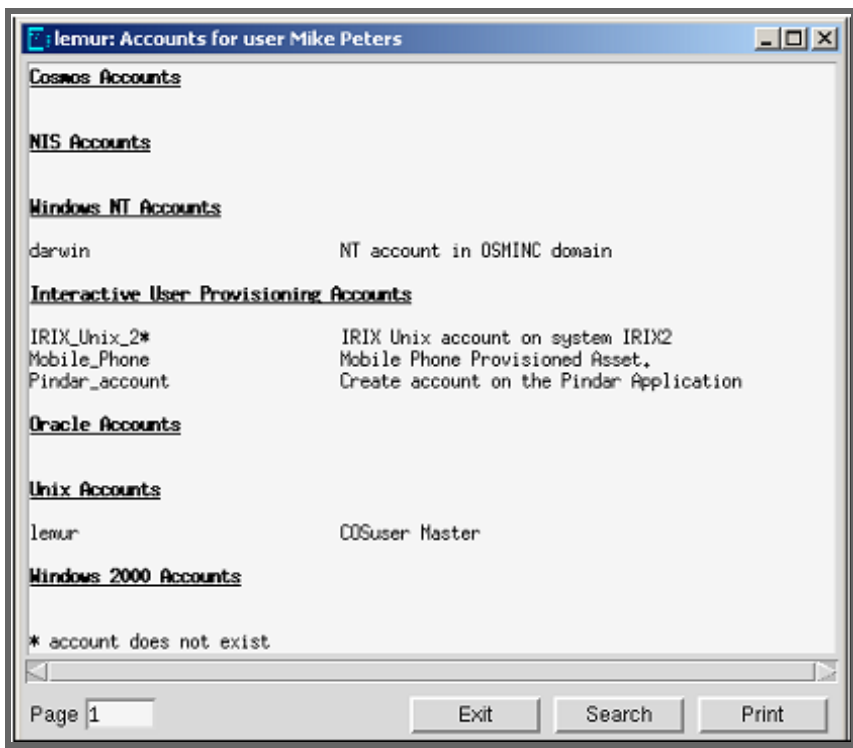 lemur: Accounts for user Mike Peters
Cosmos Accounts
NIS Accounts
Windows NT Accounts
darwin NT account in OSMINC domain
Interactive User Provisioning Accounts
IRIX_Unix_2* IRIX Unix account on system IRIX2
Mobile_Phone Mobile Phone Provisioned Asset.
Pindar_account Create account on the Pindar Application
Oracle Accounts
Unix Accounts
lemur COSuser Master
Windows 2000 Accounts
* account does not exist
Page 1 Exit Search Print